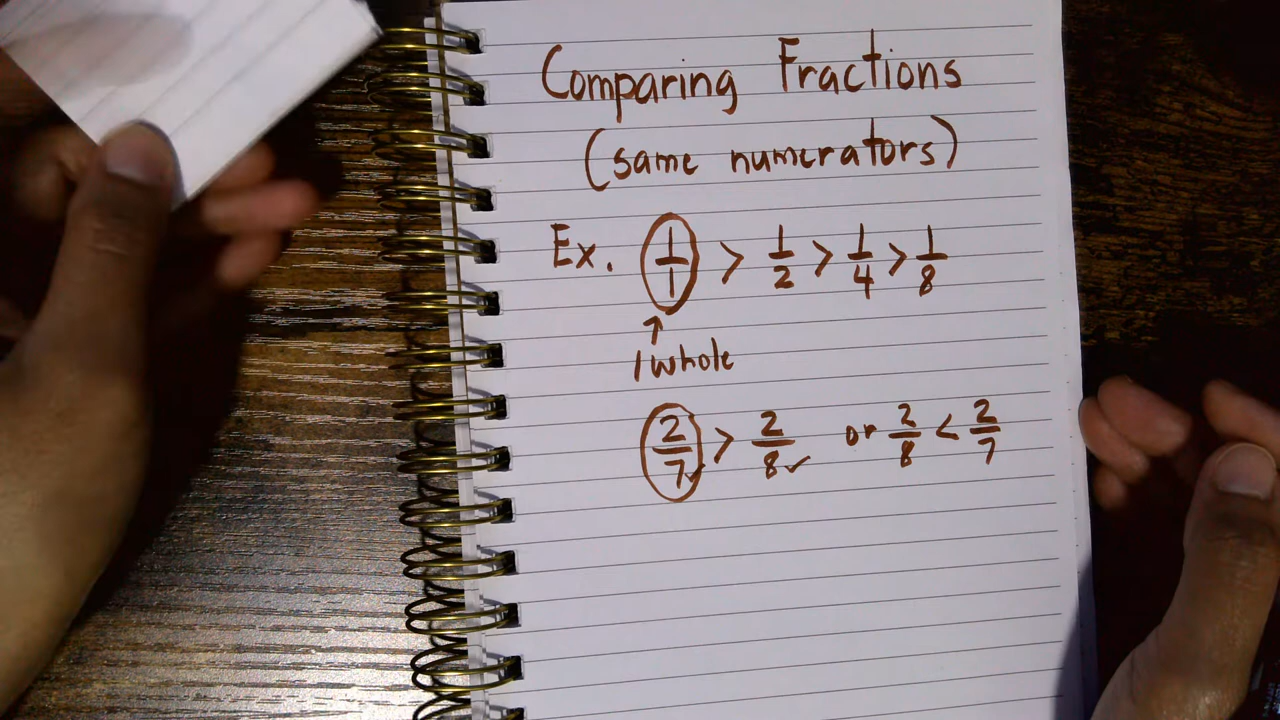 Comparing Fractions
(same numerators)
Ex. 1/1 > 1/2 > 1/4 > 1/8
↑
1 whole
2/7✓ > 2/8✓ or 2/8 < 2/7